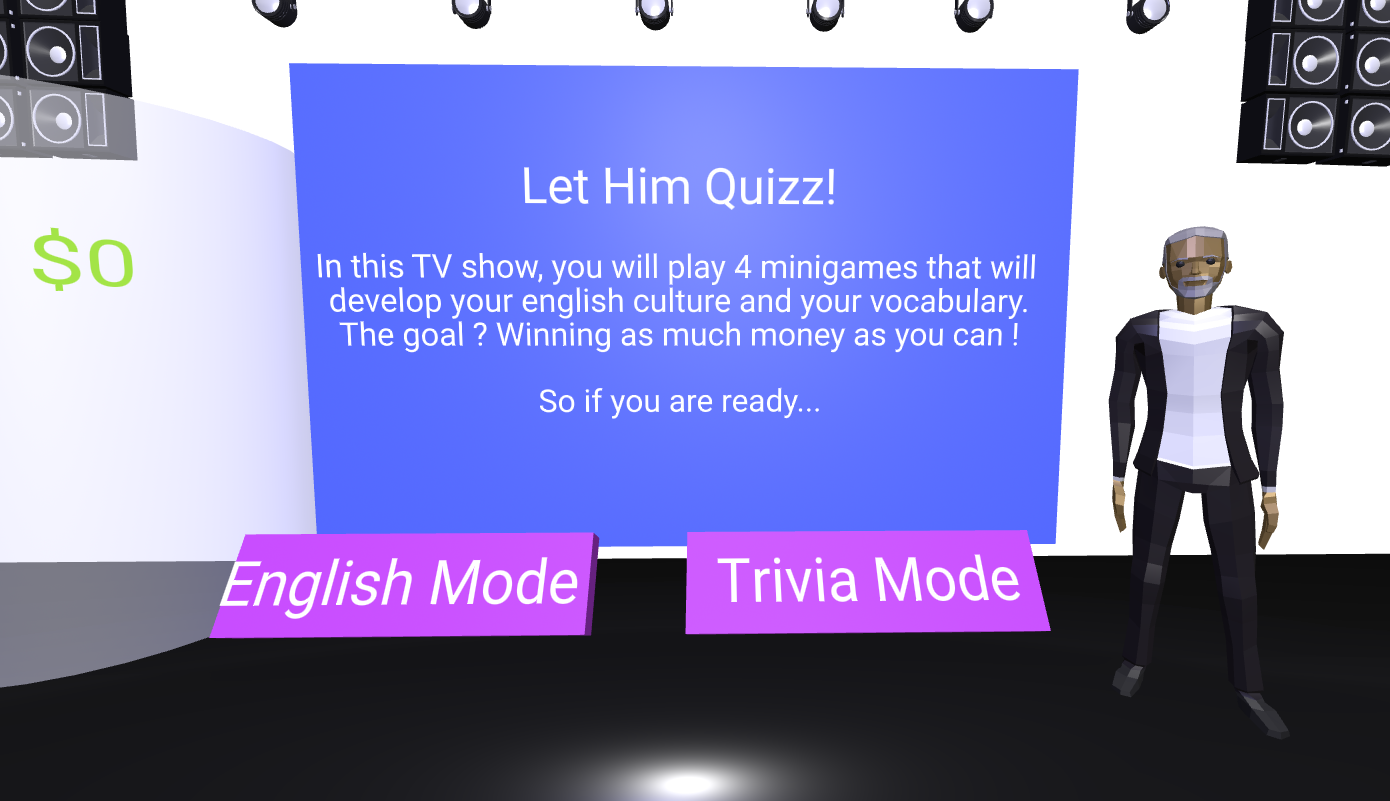 Let Him Quizz!
$0
In this TV show, you will play 4 minigames that will
develop your english culture and your vocabulary.
The goal ? Winning as much money as you can !
So if you are ready...
English Mode
Trivia Mode